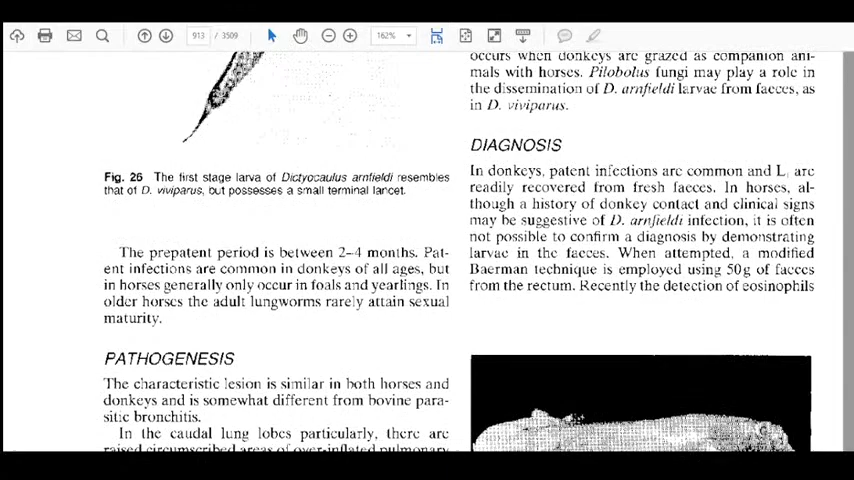 913 / 3509
162%
Fig. 26 The first stage larva of Dictyocaulus arnfieldi resembles
that of D. viviparus, but possesses a small terminal lancet.
The prepatent period is between 2–4 months. Pat-
ent infections are common in donkeys of all ages, but
in horses generally only occur in foals and yearlings. In
older horses the adult lungworms rarely attain sexual
maturity.
PATHOGENESIS
The characteristic lesion is similar in both horses and
donkeys and is somewhat different from bovine para-
sitic bronchitis.
In the caudal lung lobes particularly, there are
raised circumscribed areas of over-inflated pulmonary
occurs when donkeys are grazed as companion ani-
mals with horses. Pilobolus fungi may play a role in
the dissemination of D. arnfieldi larvae from faeces, as
in D. viviparus.
DIAGNOSIS
In donkeys, patent infections are common and L₁ are
readily recovered from fresh faeces. In horses, al-
though a history of donkey contact and clinical signs
may be suggestive of D. arnfieldi infection, it is often
not possible to confirm a diagnosis by demonstrating
larvae in the faeces. When attempted, a modified
Baerman technique is employed using 50g of faeces
from the rectum. Recently the detection of eosinophils